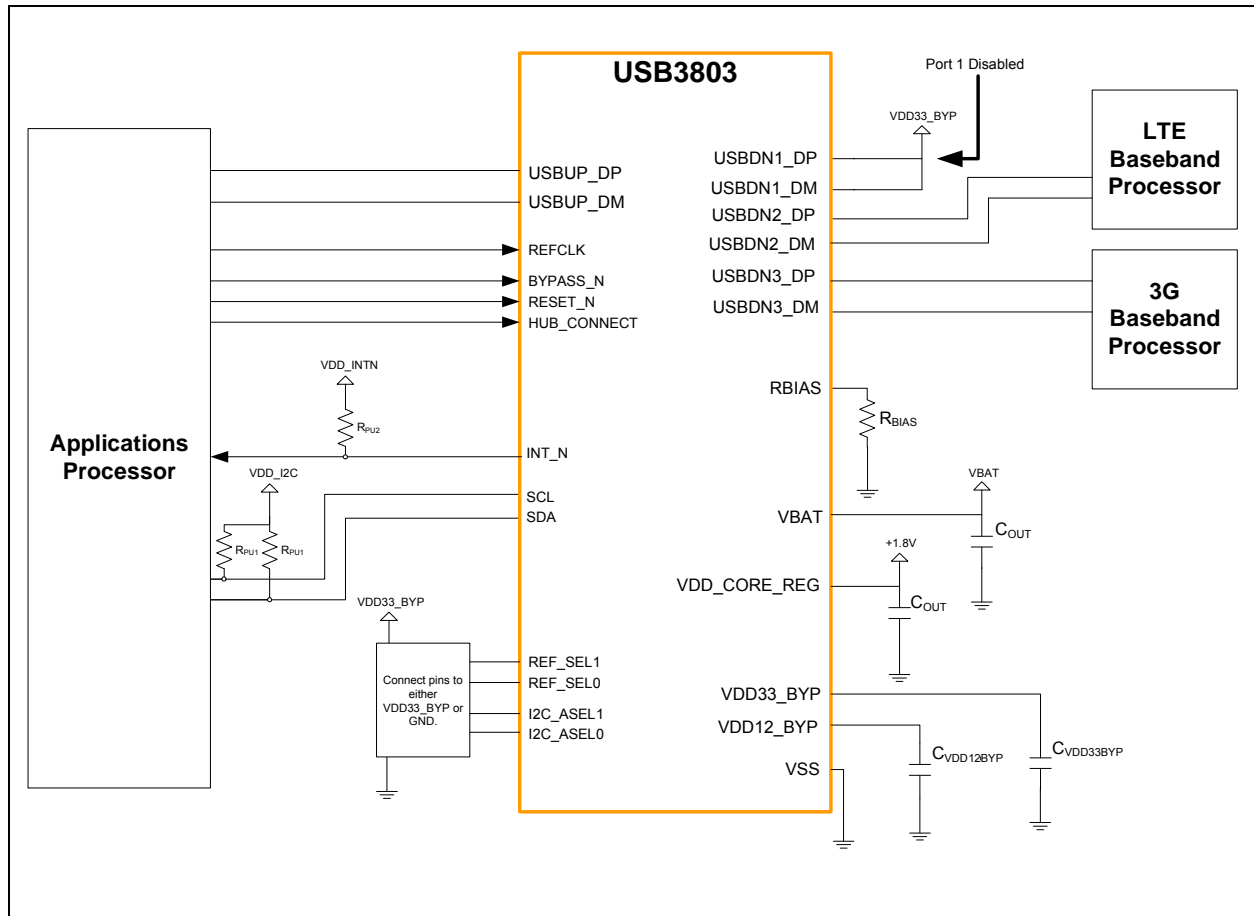 USB3803
Port 1 Disabled
VDD33_BYP
LTE
Baseband
Processor
3G
Baseband
Processor
Applications
Processor
USBUP_DP
USBUP_DM
REFCLK
BYPASS_N
RESET_N
HUB_CONNECT
VDD_INTN
RPU2
INT_N
VDD_I2C
SCL
SDA
RPU1
RPU1
VDD33_BYP
Connect pins to
either
VDD33_BYP or
GND.
REF_SEL1
REF_SEL0
I2C_ASEL1
I2C_ASEL0
USBDN1_DP
USBDN1_DM
USBDN2_DP
USBDN2_DM
USBDN3_DP
USBDN3_DM
RBIAS
RBIAS
VBAT
VBAT
COUT
+1.8V
VDD_CORE_REG
COUT
VDD33_BYP
VDD12_BYP
CVDD12BYP
CVDD33BYP
VSS